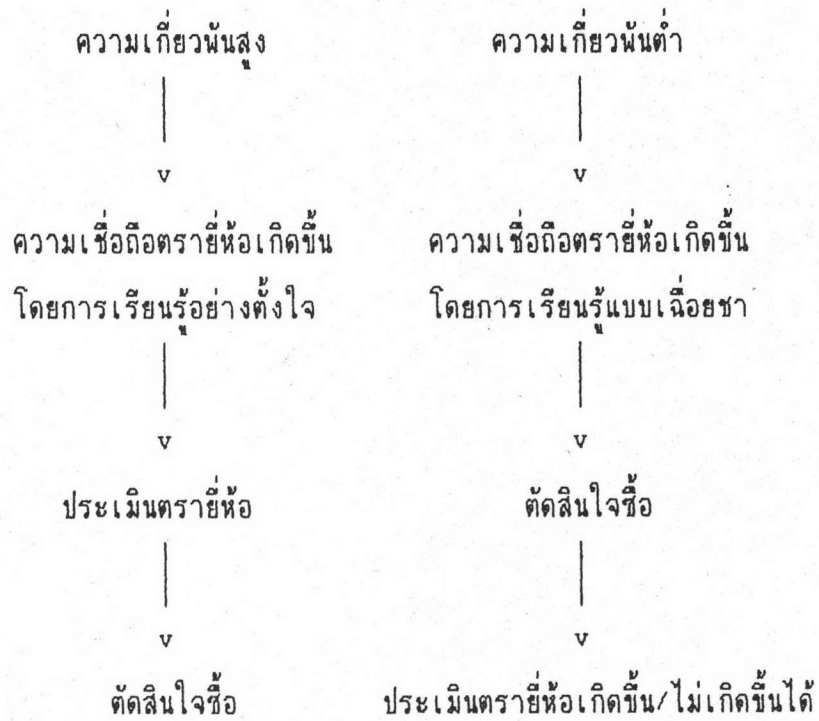 ความเกี่ยวพันสูง
ความเกี่ยวพันต่ำ
v
v
ความเชื่อถือตรายี่ห้อเกิดขึ้น
ความเชื่อถือตรายี่ห้อเกิดขึ้น
โดยการเรียนรู้อย่างตั้งใจ
โดยการเรียนรู้แบบเฉื่อยชา
v
v
ประเมินตรายี่ห้อ
ตัดสินใจซื้อ
v
v
ตัดสินใจซื้อ
ประเมินตรายี่ห้อเกิดขึ้น/ไม่เกิดขึ้นได้